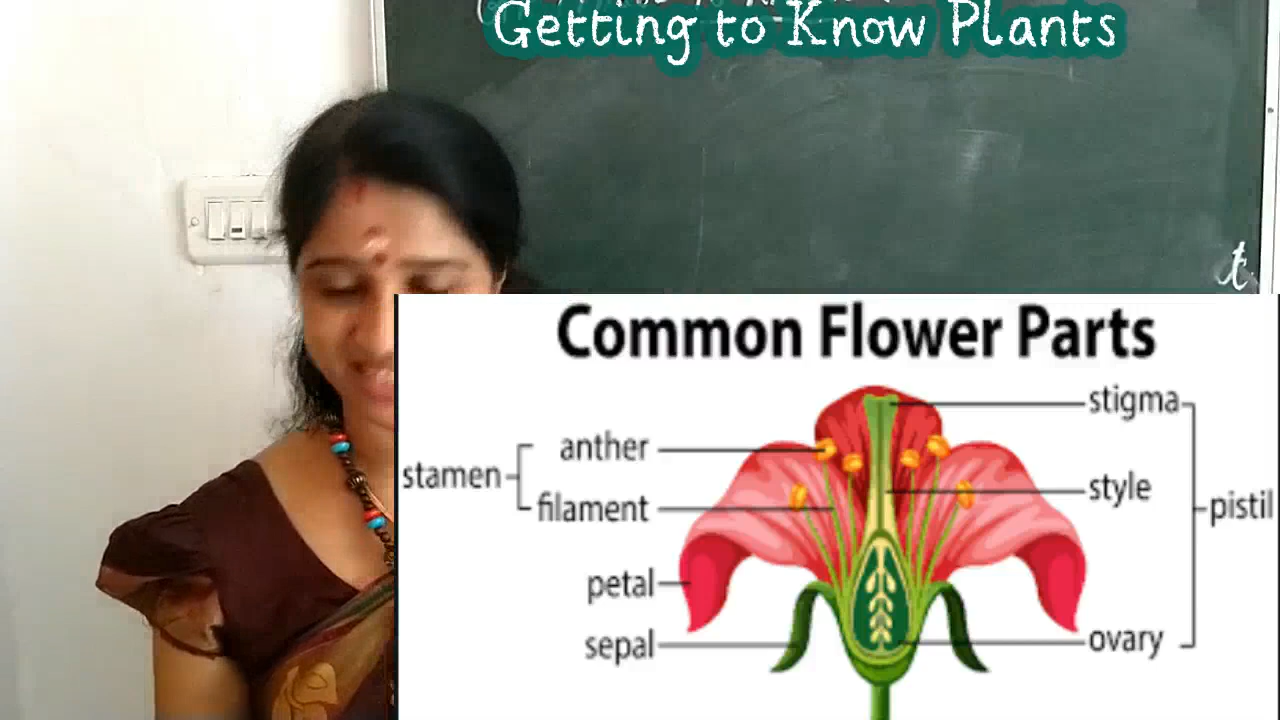 Getting to Know Plants
t
Common Flower Parts
stigma
anther
stamen
style
filament
pistil
petal
sepal
ovary